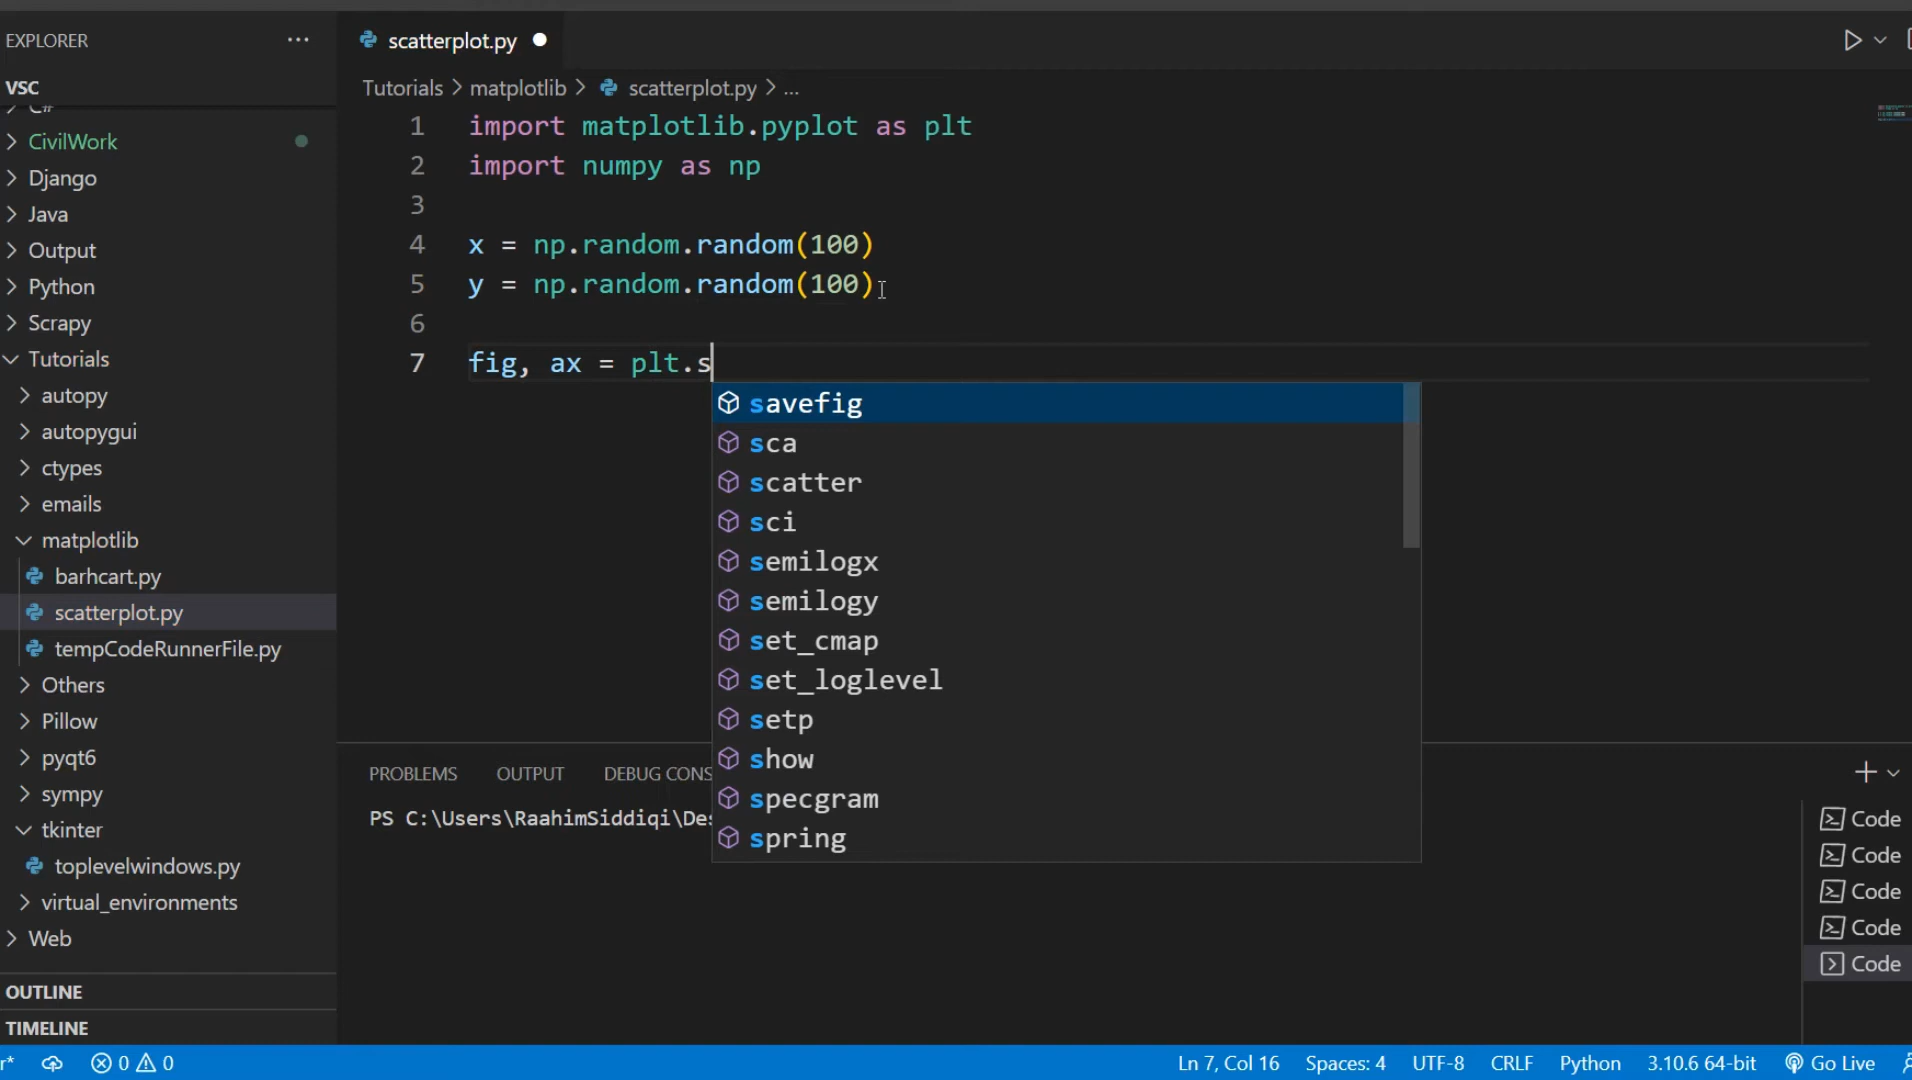 EXPLORER
VSC
C#
CivilWork
Django
Java
Output
Python
Scrapy
Tutorials
autopy
autopygui
ctypes
emails
matplotlib
barhcart.py
scatterplot.py
tempCodeRunnerFile.py
Others
Pillow
pyqt6
sympy
tkinter
toplevelwindows.py
virtual_environments
Web
OUTLINE
TIMELINE
scatterplot.py
Tutorials > matplotlib > scatterplot.py > ...
1 import matplotlib.pyplot as plt
2 import numpy as np
3
4 x = np.random.random(100)
5 y = np.random.random(100)
6
7 fig, ax = plt.s
savefig
sca
scatter
sci
semilogx
semilogy
set_cmap
set_loglevel
setp
show
specgram
spring
PROBLEMS OUTPUT DEBUG CONS
PS C:\Users\RaahimSiddiqi\Des
Code
Code
Code
Code
Code
r* 0 0 Ln 7, Col 16 Spaces: 4 UTF-8 CRLF Python 3.10.6 64-bit Go Live